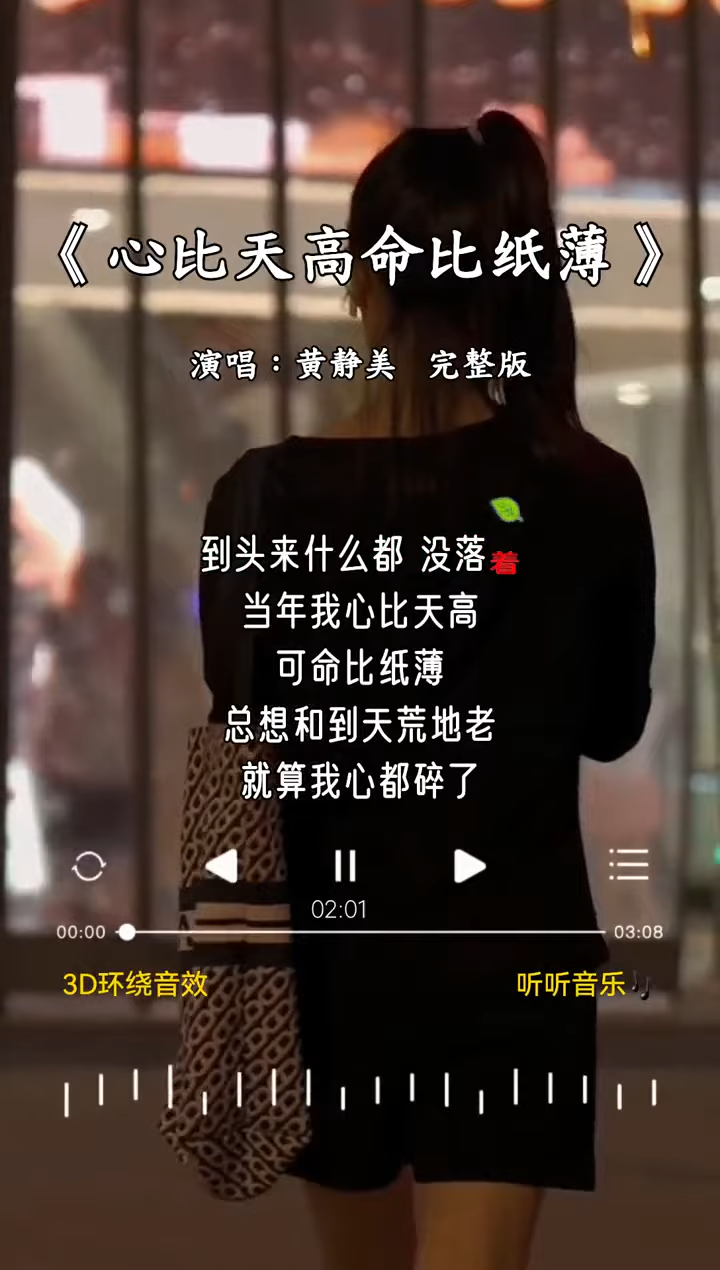 《心比天高命比纸薄》
演唱：黄静美 完整版
到头来什么都 没落着
当年我心比天高
可命比纸薄
总想和到天荒地老
就算我心都碎了
02:01
00:00 03:08
3D环绕音效 听听音乐